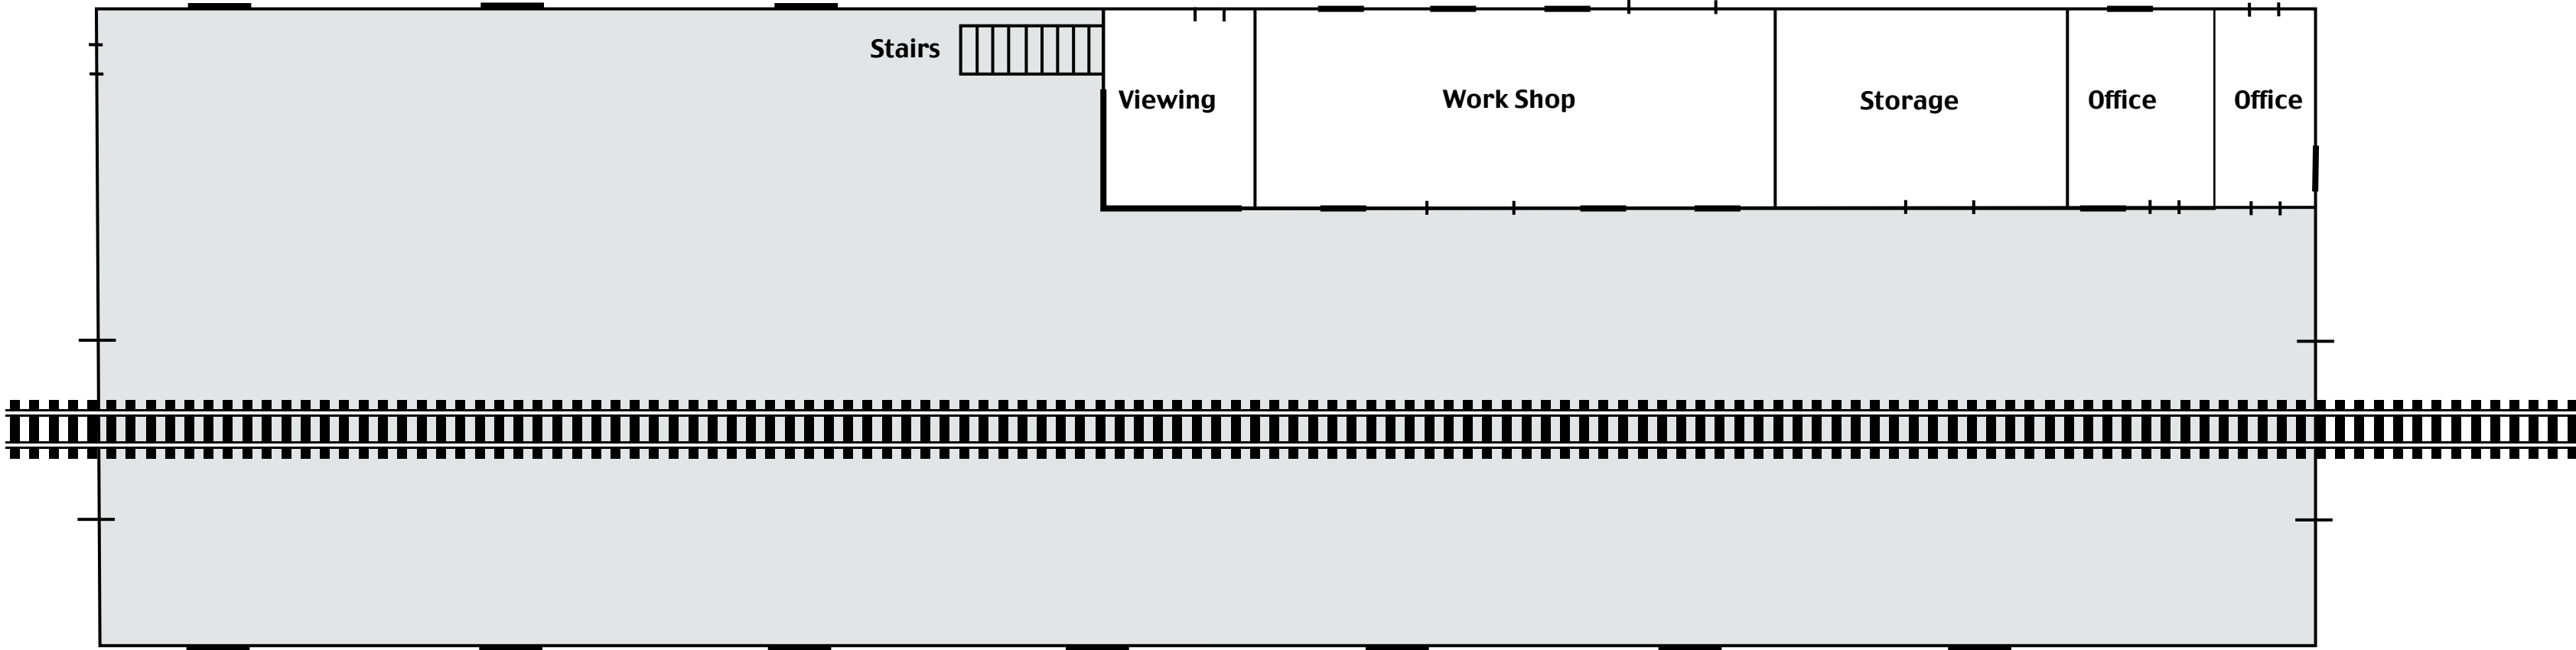 Stairs
Viewing
Work Shop
Storage
Office
Office